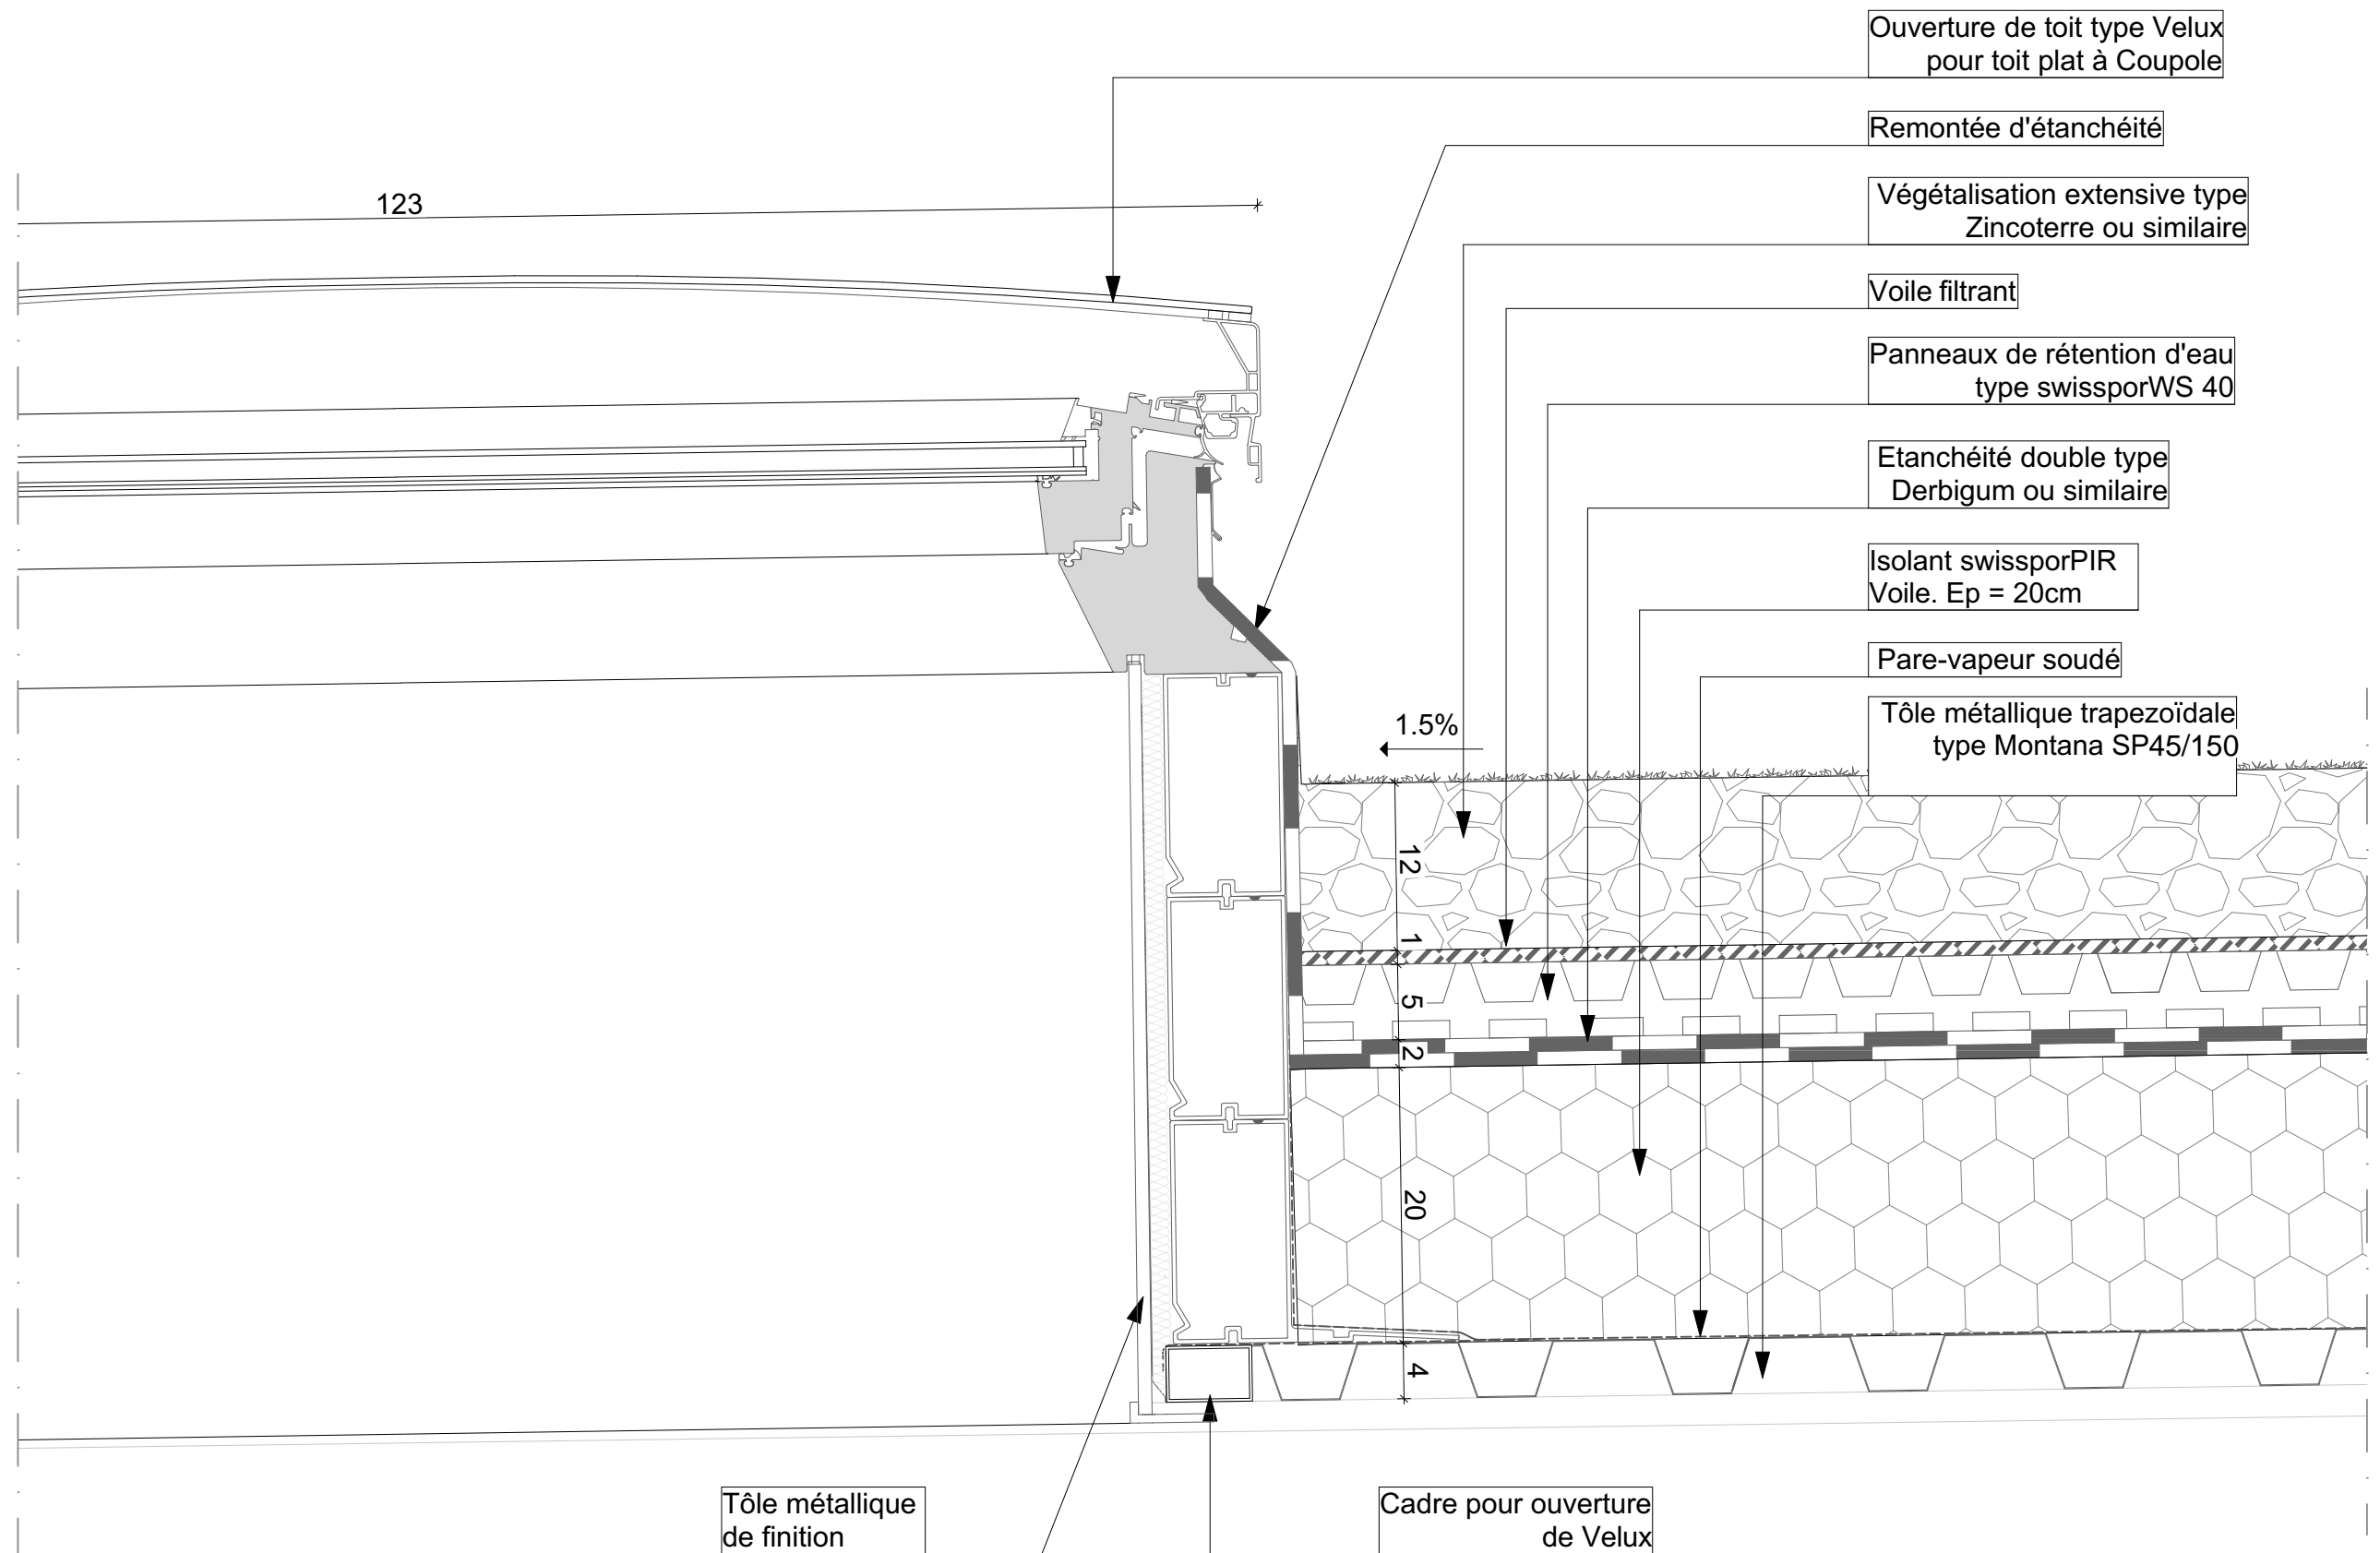 Ouverture de toit type Velux
pour toit plat à Coupole
Remontée d'étanchéité
123
Végétalisation extensive type
Zincoterre ou similaire
Voile filtrant
Panneaux de rétention d'eau
type swissporWS 40
Etanchéité double type
Derbigum ou similaire
Isolant swissporPIR
Voile. Ep = 20cm
Pare-vapeur soudé
Tôle métallique trapezoïdale
type Montana SP45/150
1.5%
12
1
5
2
20
4
Tôle métallique
de finition
Cadre pour ouverture
de Velux